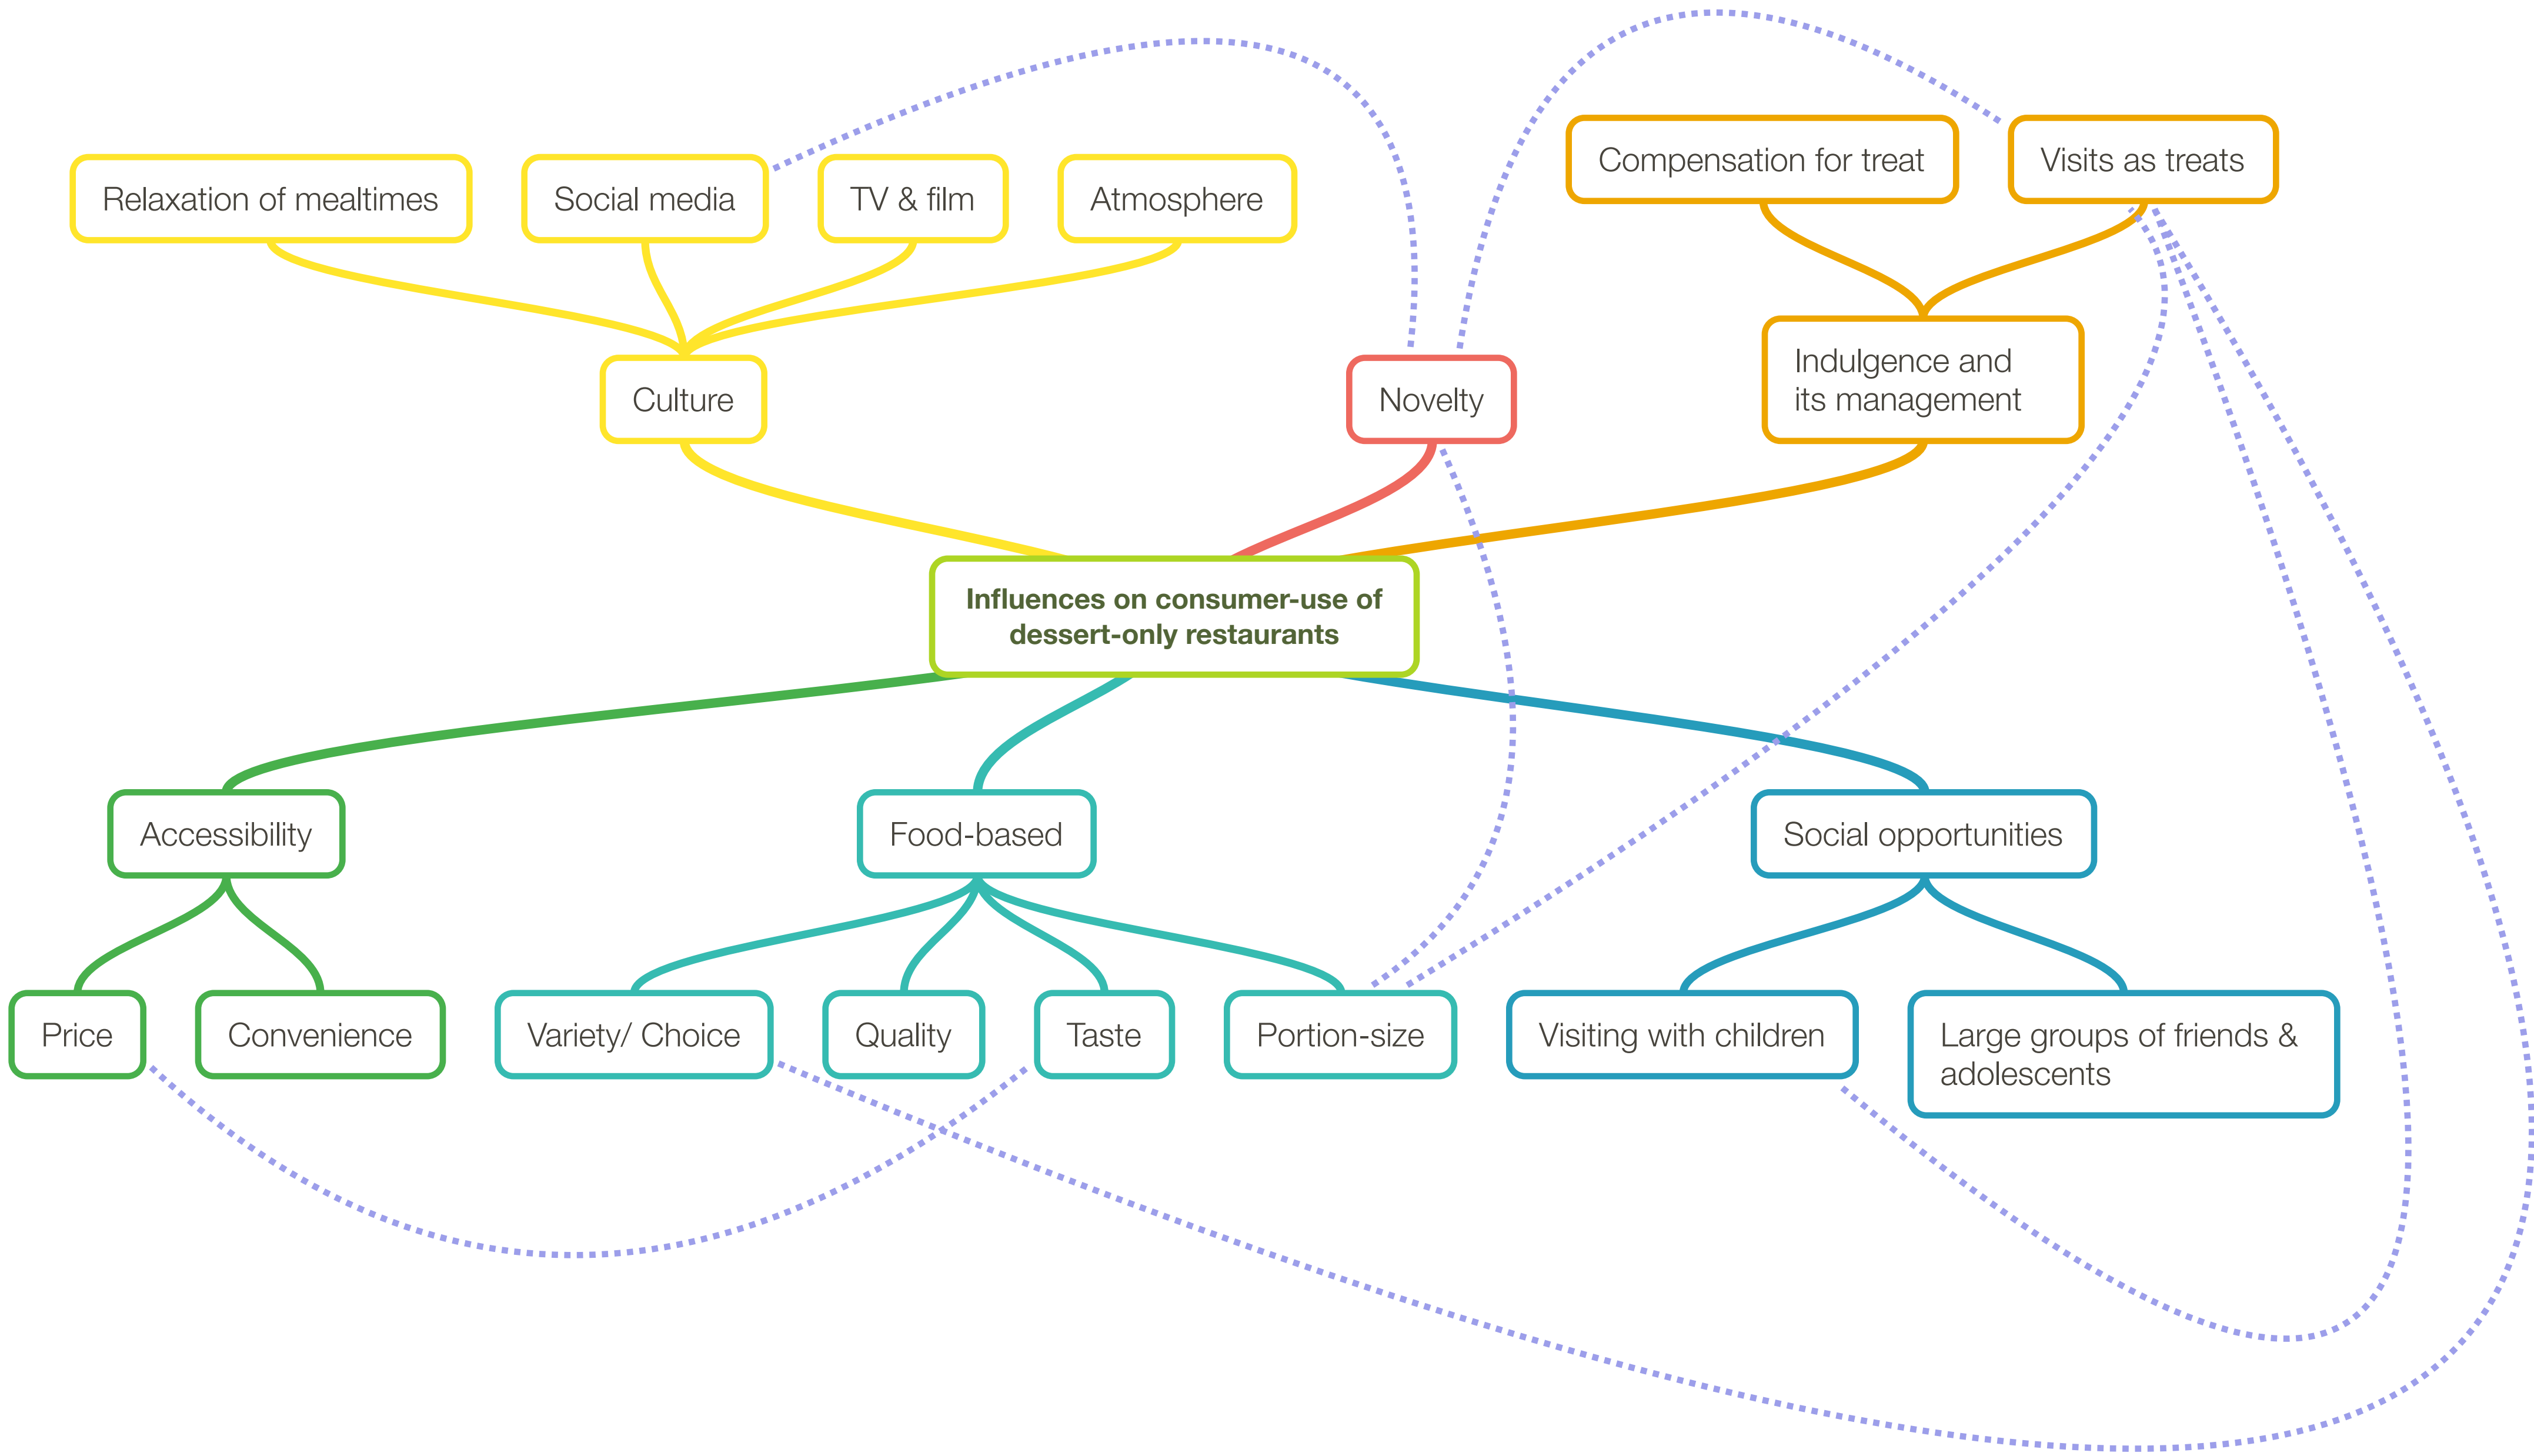 Compensation for treat
Visits as treats
Relaxation of mealtimes
Social media
TV & film
Atmosphere
Culture
Novelty
Indulgence and
its management
Influences on consumer-use of
dessert-only restaurants
Accessibility
Food-based
Social opportunities
Price
Convenience
Variety/ Choice
Quality
Taste
Portion-size
Visiting with children
Large groups of friends &
adolescents